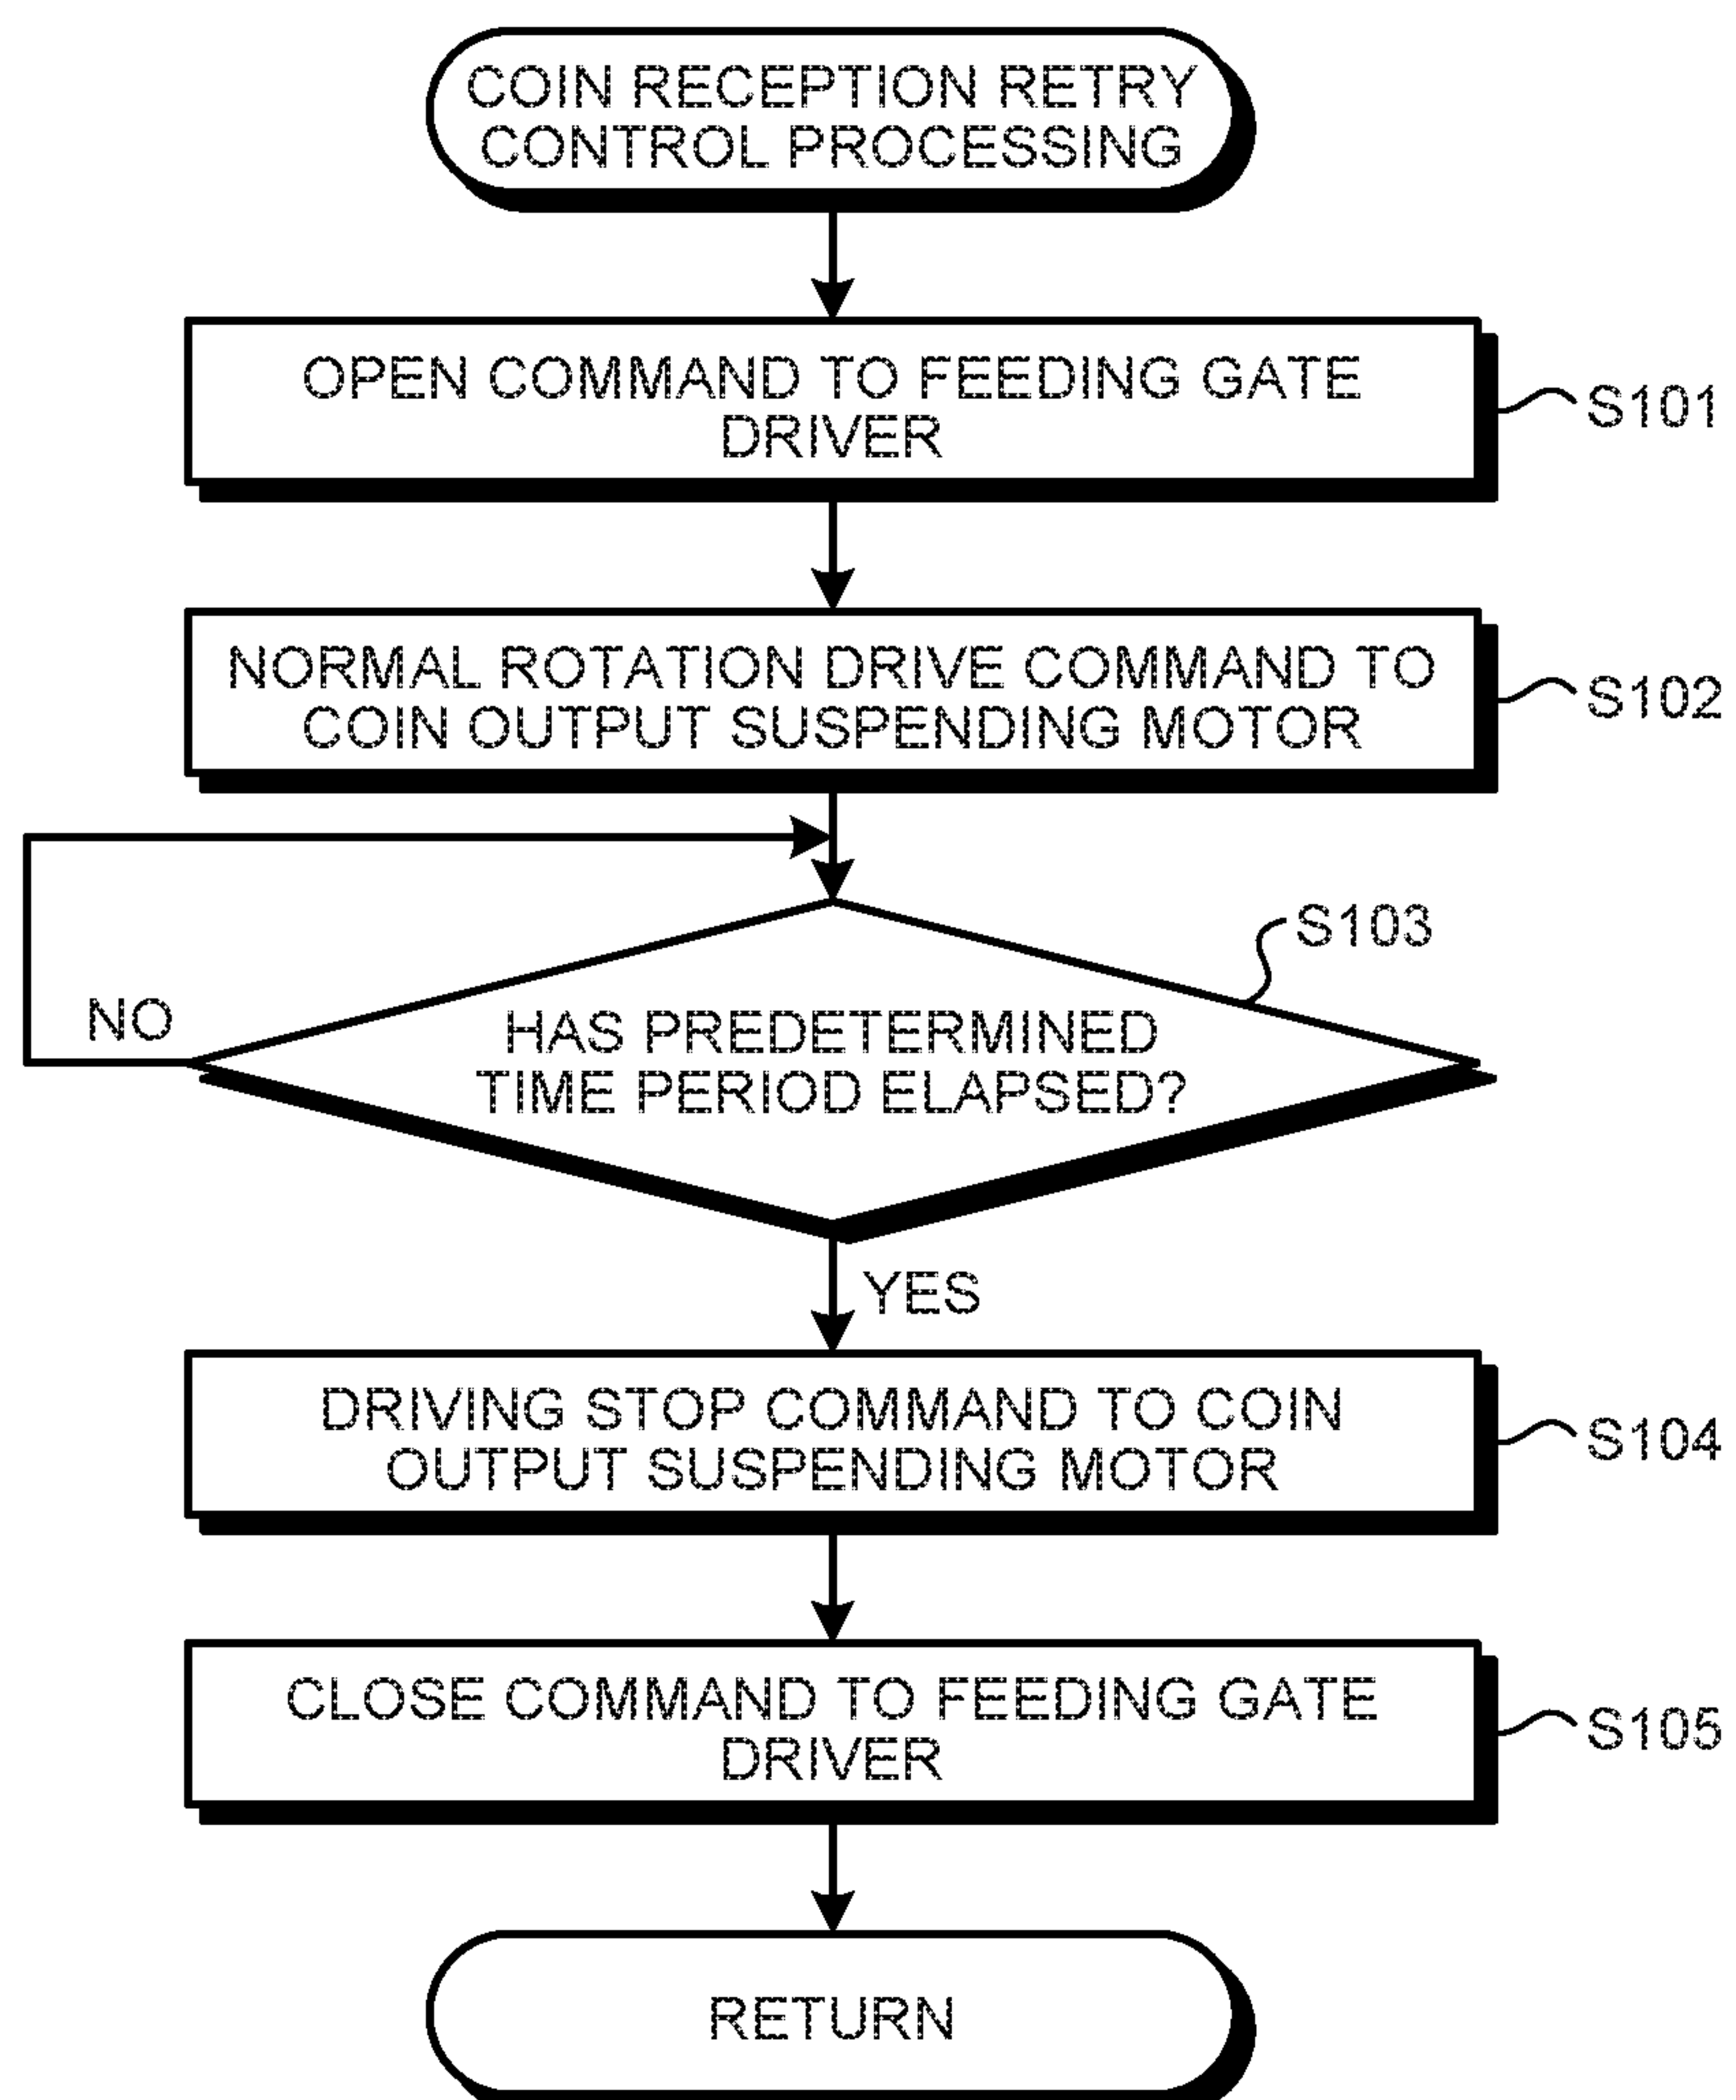 COIN RECEPTION RETRY
CONTROL PROCESSING
OPEN COMMAND TO FEEDING GATE
DRIVER
S101
NORMAL ROTATION DRIVE COMMAND TO
COIN OUTPUT SUSPENDING MOTOR
S102
S103
NO
HAS PREDETERMINED
TIME PERIOD ELAPSED?
YES
DRIVING STOP COMMAND TO COIN
OUTPUT SUSPENDING MOTOR
S104
CLOSE COMMAND TO FEEDING GATE
DRIVER
S105
RETURN